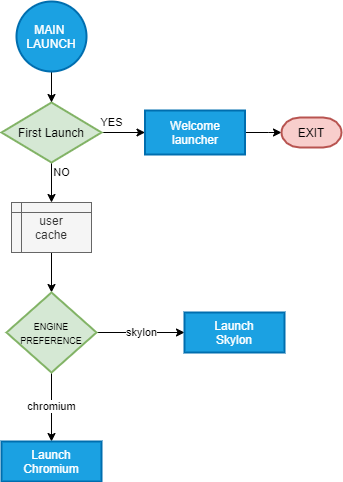 MAIN
LAUNCH
First Launch
YES
Welcome
launcher
EXIT
NO
user
cache
ENGINE
PREFERENCE
skylon
Launch
Skylon
chromium
Launch
Chromium